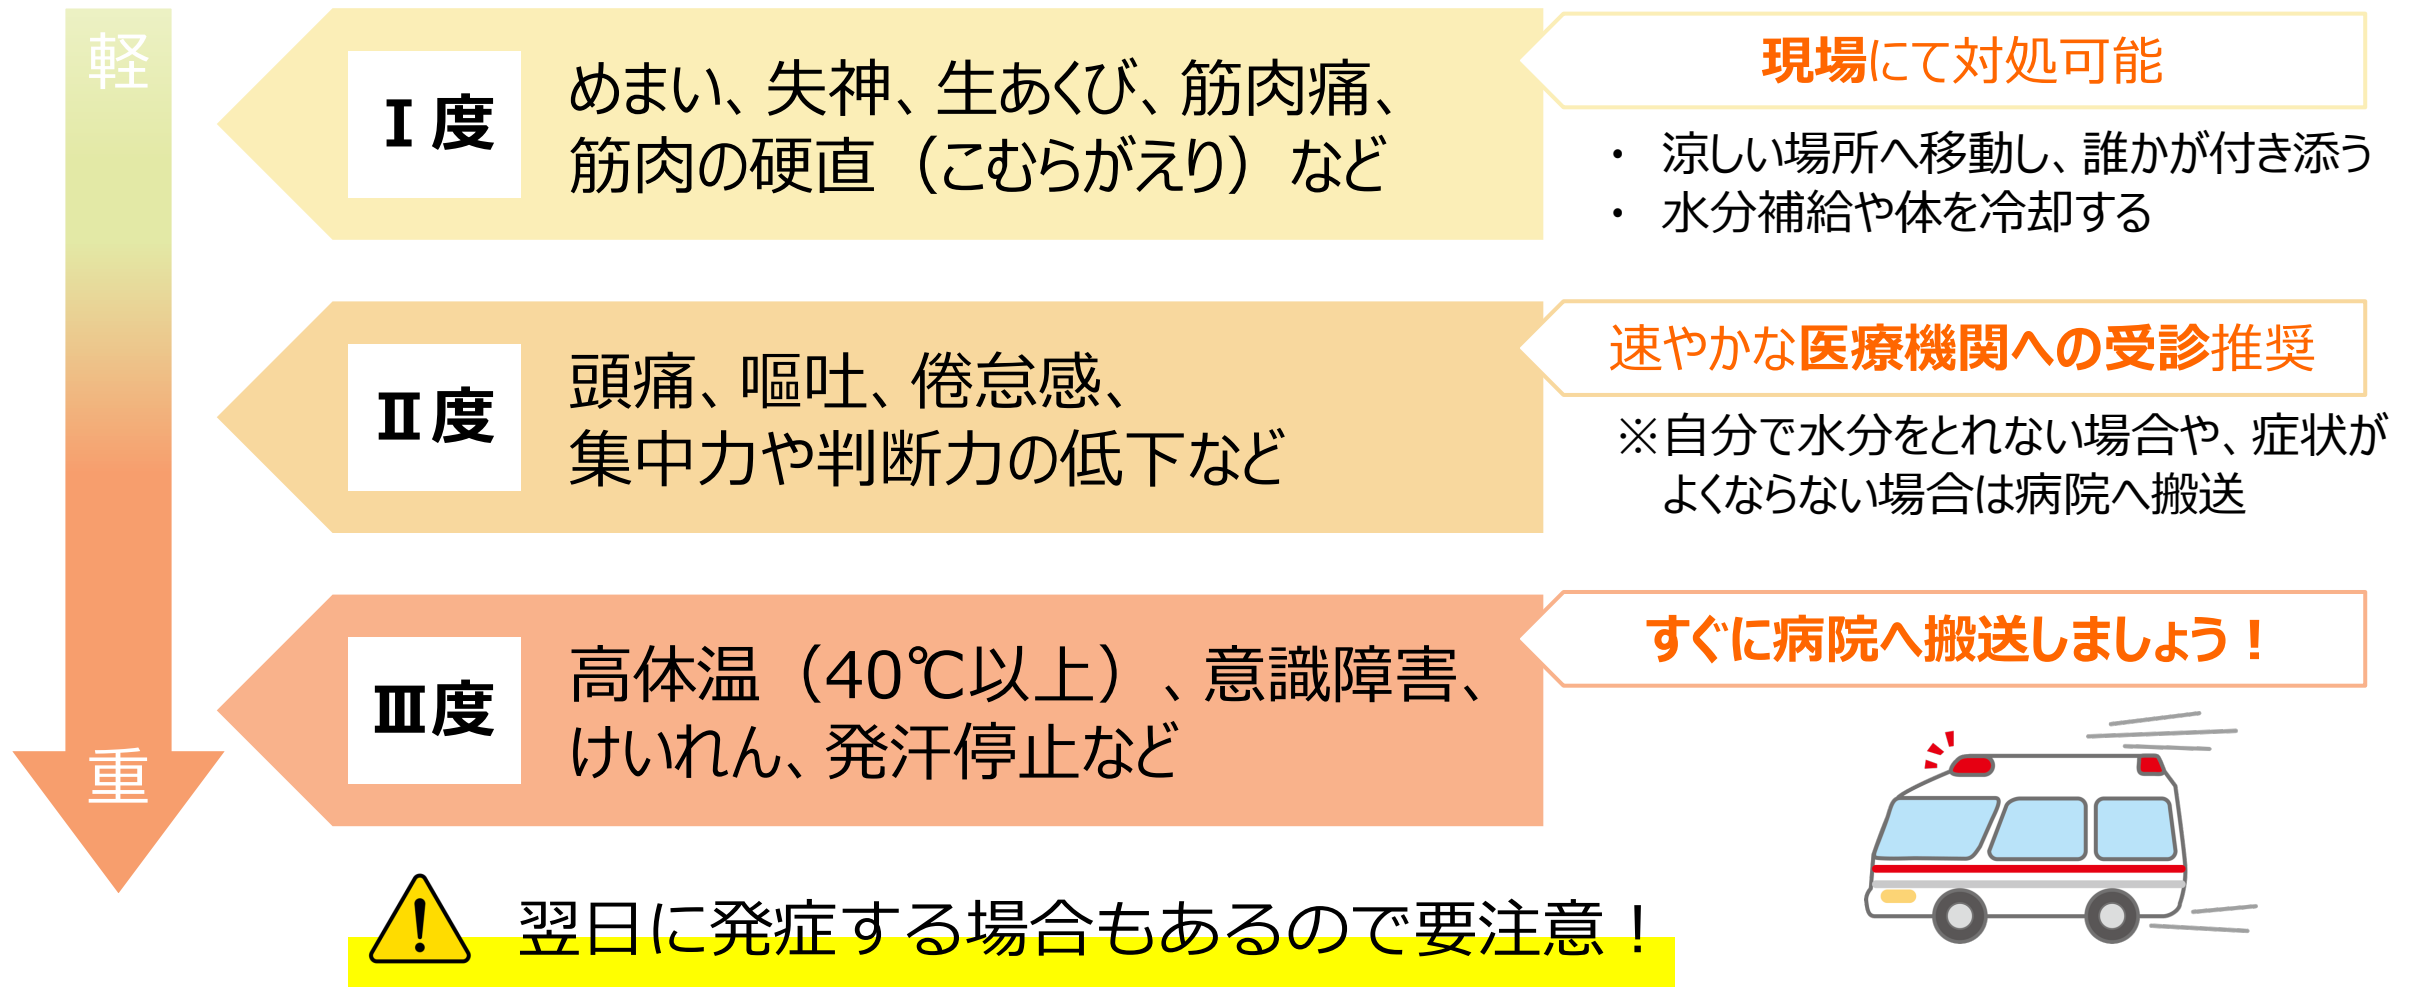 軽
Ⅰ度
めまい、失神、生あくび、筋肉痛、
筋肉の硬直（こむらがえり）など
現場にて対処可能
・ 涼しい場所へ移動し、誰かが付き添う
・ 水分補給や体を冷却する
Ⅱ度
頭痛、嘔吐、倦怠感、
集中力や判断力の低下など
速やかな医療機関への受診推奨
※自分で水分をとれない場合や、症状が
よくならない場合は病院へ搬送
Ⅲ度
高体温（40℃以上）、意識障害、
けいれん、発汗停止など
すぐに病院へ搬送しましょう！
重
翌日に発症する場合もあるので要注意！